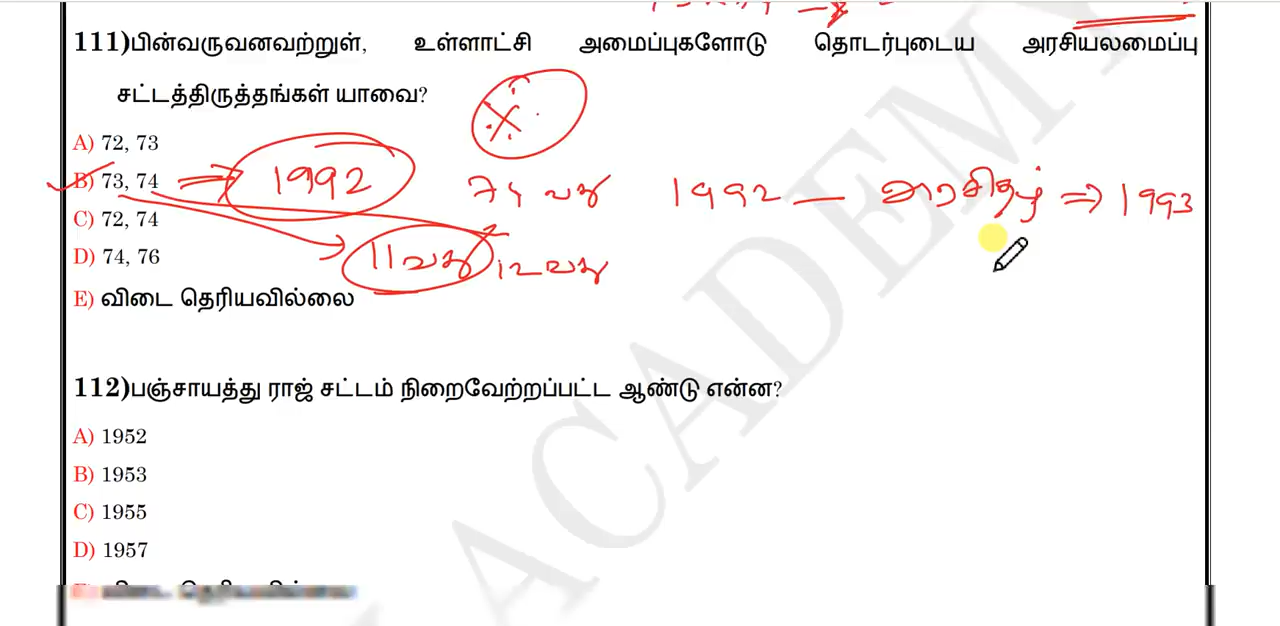 111)பின்வருவனவற்றுள், உள்ளாட்சி அமைப்புகளோடு தொடர்புடைய அரசியலமைப்பு
சட்டத்திருத்தங்கள் யாவை?
A) 72, 73
B) 73, 74 ⇒ 1992 74 வது 1992 — அரசிதழ் ⇒ 1993
C) 72, 74
D) 74, 76 11 வது 12 வது
E) விடை தெரியவில்லை
112)பஞ்சாயத்து ராஜ் சட்டம் நிறைவேற்றப்பட்ட ஆண்டு என்ன?
A) 1952
B) 1953
C) 1955
D) 1957
ACADEMY